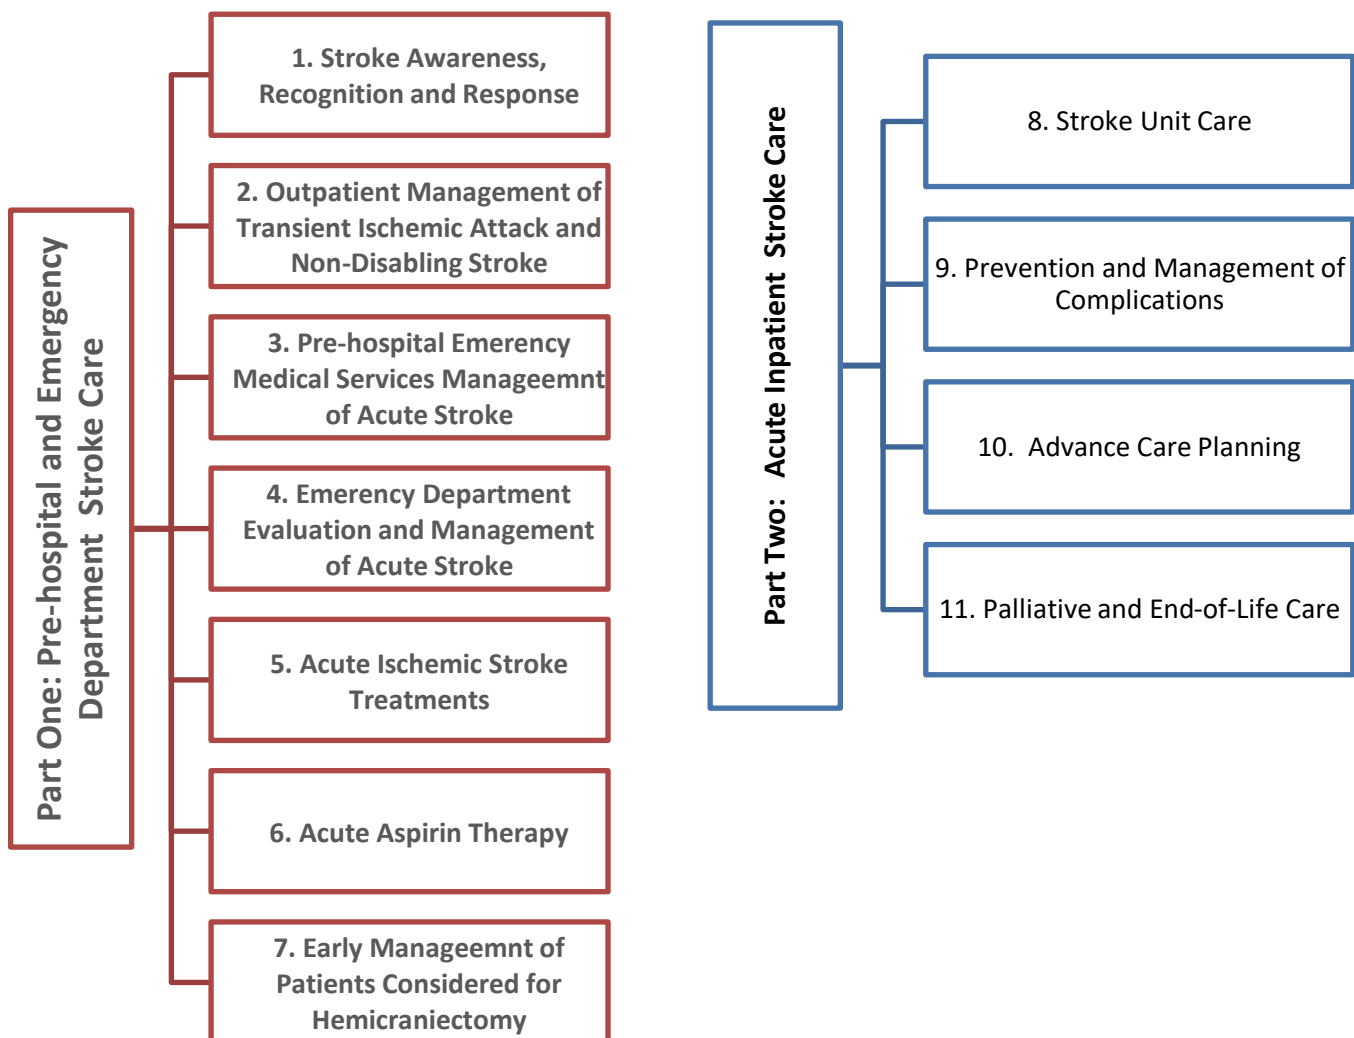 Part One: Pre-hospital and Emergency
Department Stroke Care
1. Stroke Awareness,
Recognition and Response
2. Outpatient Management of
Transient Ischemic Attack and
Non-Disabling Stroke
3. Pre-hospital Emerency
Medical Services Manageemnt
of Acute Stroke
4. Emerency Department
Evaluation and Management
of Acute Stroke
5. Acute Ischemic Stroke
Treatments
6. Acute Aspirin Therapy
7. Early Manageemnt of
Patients Considered for
Hemicraniectomy
Part Two: Acute Inpatient Stroke Care
8. Stroke Unit Care
9. Prevention and Management of
Complications
10. Advance Care Planning
11. Palliative and End-of-Life Care